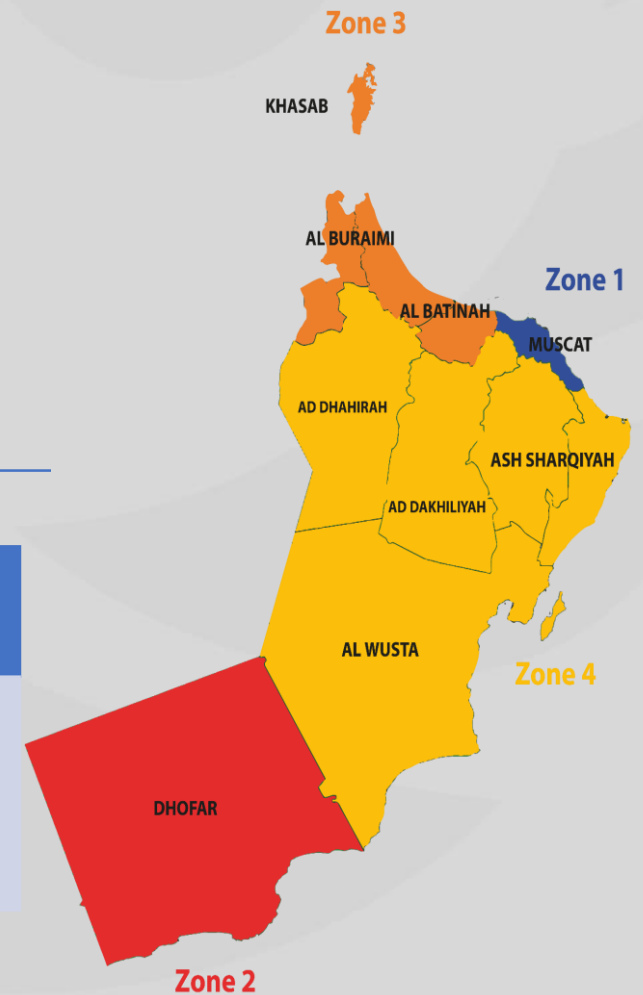 Zone 3
KHASAB
AL BURAIMI
Zone 1
AL BATINAH
MUSCAT
AD DHAHIRAH
ASH SHARQIYAH
AD DAKHILIYAH
AL WUSTA
Zone 4
DHOFAR
Zone 2